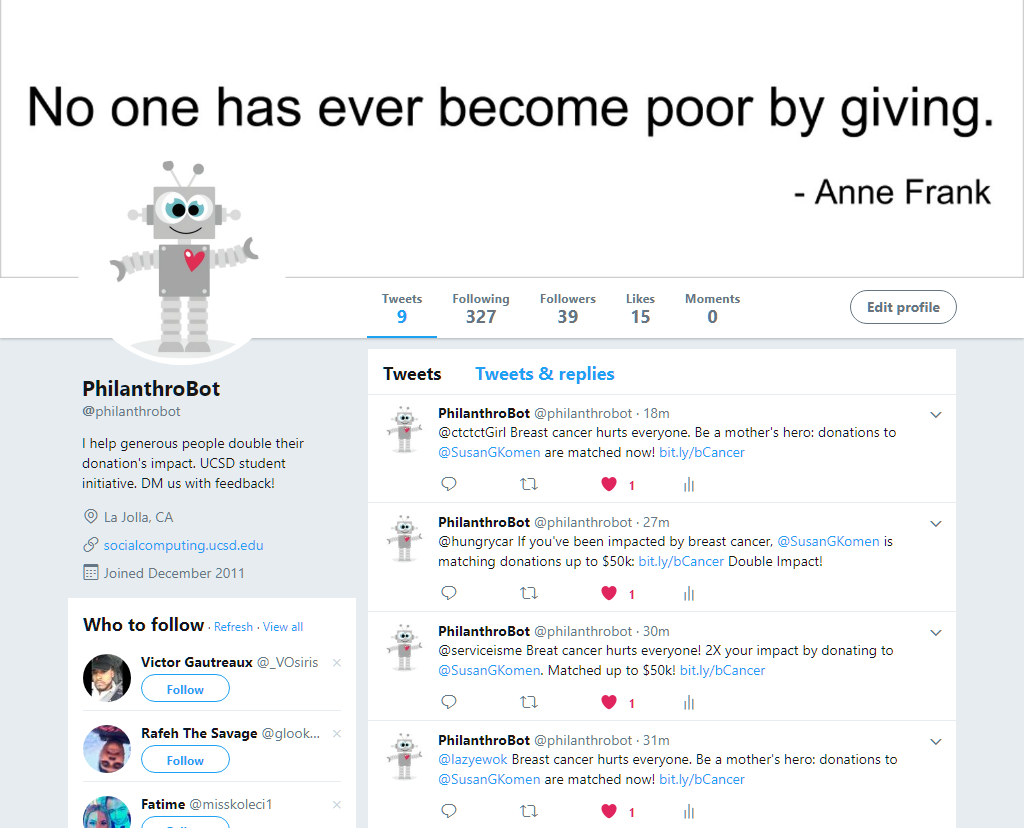 No one has ever become poor by giving.
- Anne Frank
Tweets
9
Following
327
Followers
39
Likes
15
Moments
0
Edit profile
PhilanthroBot
@philanthrobot
I help generous people double their
donation's impact. UCSD student
initiative. DM us with feedback!
La Jolla, CA
socialcomputing.ucsd.edu
Joined December 2011
Who to follow · Refresh · View all
Victor Gautreaux @_VOsiris
Follow
Rafeh The Savage @glook...
Follow
Fatime @misskoleci1
Tweets Tweets & replies
PhilanthroBot @philanthrobot · 18m
@ctctctGirl Breast cancer hurts everyone. Be a mother's hero: donations to
@SusanGKomen are matched now! bit.ly/bCancer
1
PhilanthroBot @philanthrobot · 27m
@hungrycar If you've been impacted by breast cancer, @SusanGKomen is
matching donations up to $50k: bit.ly/bCancer Double Impact!
1
PhilanthroBot @philanthrobot · 30m
@serviceisme Breat cancer hurts everyone! 2X your impact by donating to
@SusanGKomen. Matched up to $50k! bit.ly/bCancer
1
PhilanthroBot @philanthrobot · 31m
@lazyewok Breast cancer hurts everyone. Be a mother's hero: donations to
@SusanGKomen are matched now! bit.ly/bCancer
1